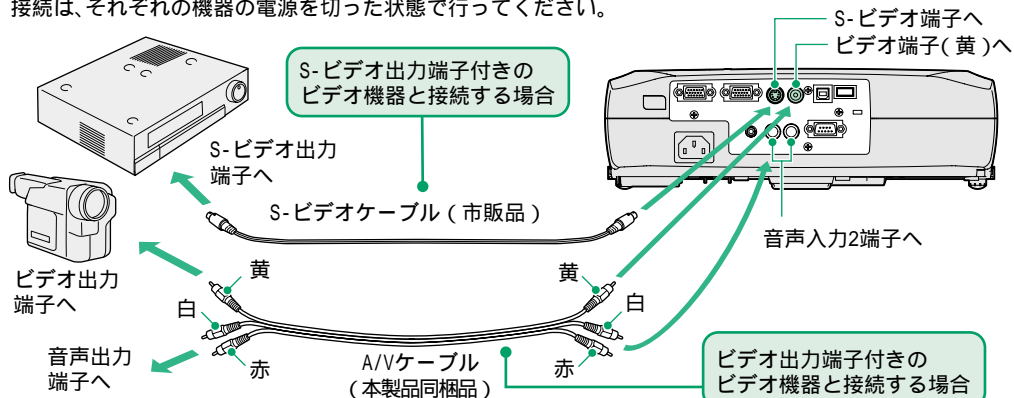 接続は、それぞれの機器の電源を切った状態で行ってください。
S-ビデオ端子へ
ビデオ端子(黄)へ
S-ビデオ出力端子付きの
ビデオ機器と接続する場合
S-ビデオ出力
端子へ
S-ビデオケーブル(市販品)
音声入力2端子へ
ビデオ出力
端子へ
黄
黄
白
白
音声出力
端子へ
赤
A/Vケーブル
(本製品同梱品)
赤
ビデオ出力端子付きの
ビデオ機器と接続する場合